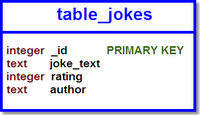 table_jokes
integer _id PRIMARY KEY
text joke_text
integer rating
text author